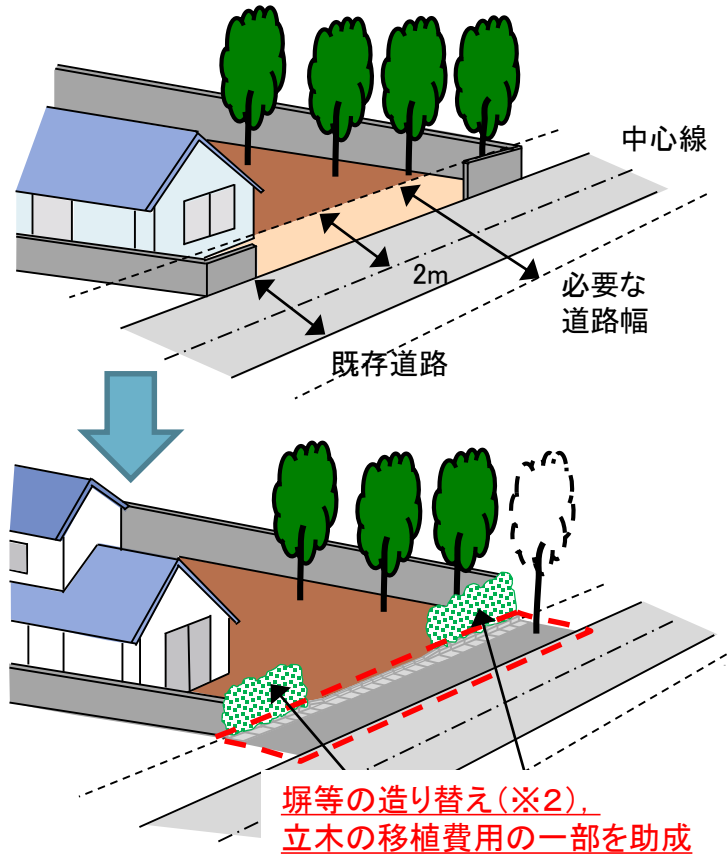 中心線
2m
必要な
道路幅
既存道路
塀等の造り替え(※2),
立木の移植費用の一部を助成